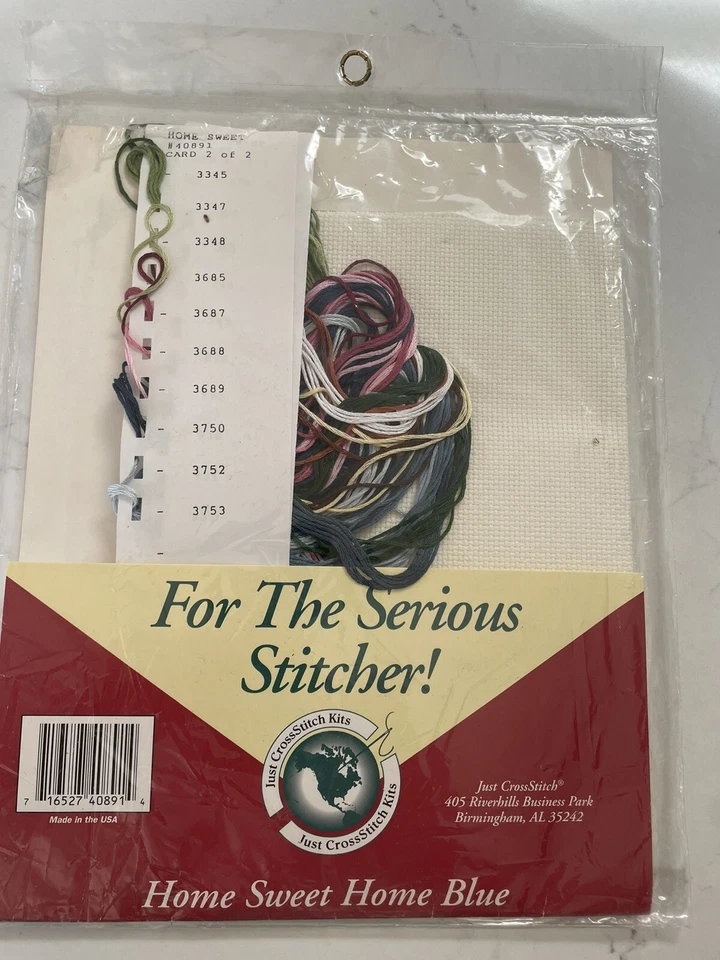 HOME SWEET
#40891
CARD 2 of 2
- 3345
3347
- 3348
3685
- 3687
- 3688
- 3689
- 3750
- 3752
- 3753
-
For The Serious
Stitcher!
Just CrossStitch Kits
Just CrossStitch Kits
7 16527 40891 4
Made in the USA
Just CrossStitch®
405 Riverhills Business Park
Birmingham, AL 35242
Home Sweet Home Blue